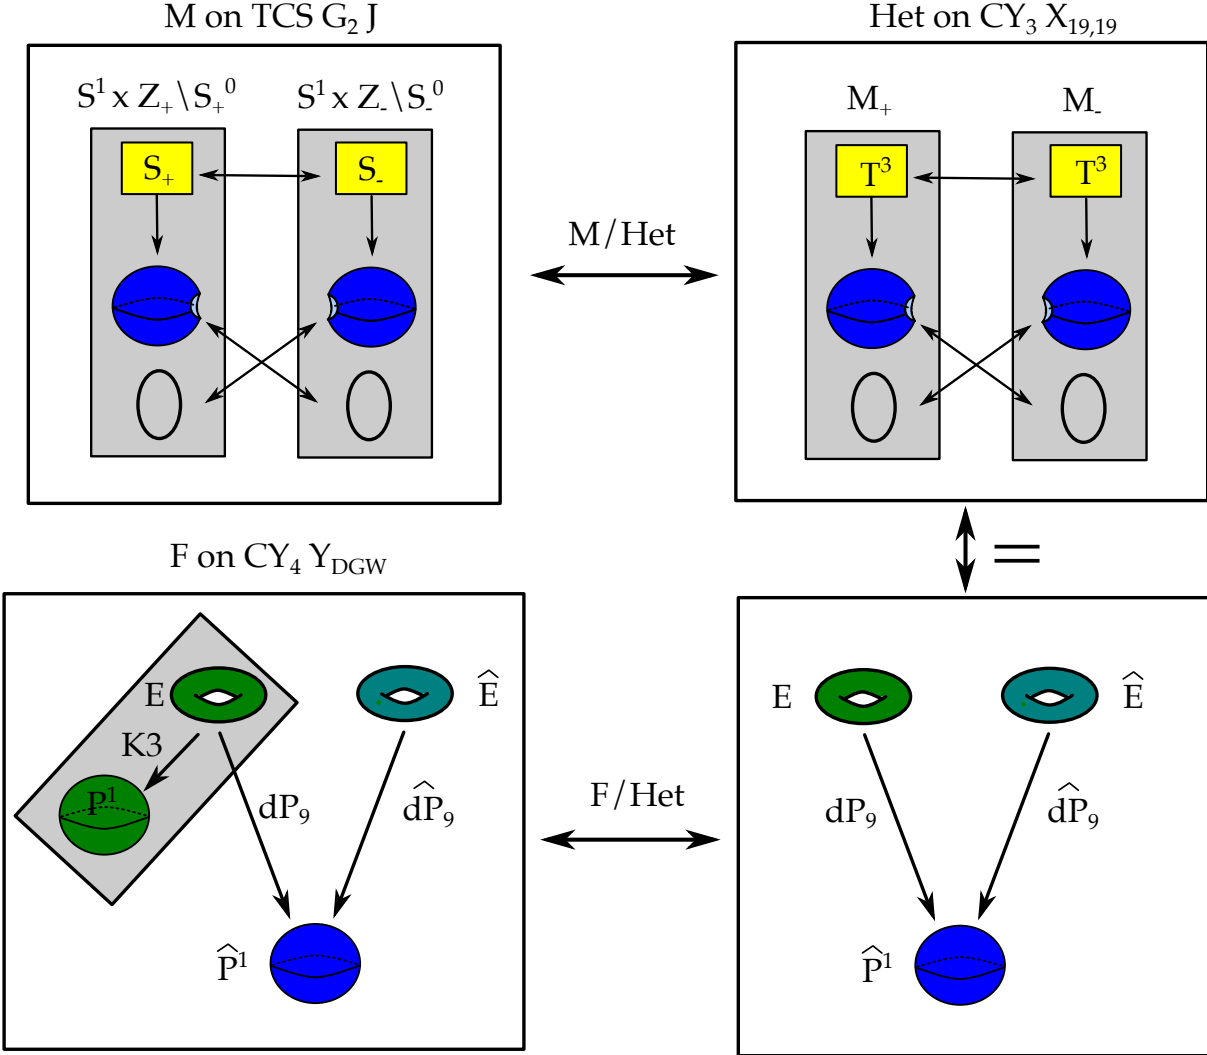 M on TCS G₂ J
Het on CY₃ X₁₉,₁₉
S¹ x Z₊\S₊⁰
S¹ x Z₋\S₋⁰
S₊
S₋
M/Het
M₊
M₋
T³
T³
=
F on CY₄ Y_DGW
E
Ê
K3
P¹
dP₉
d̂P₉
P̂¹
F/Het
E
Ê
dP₉
d̂P₉
P̂¹